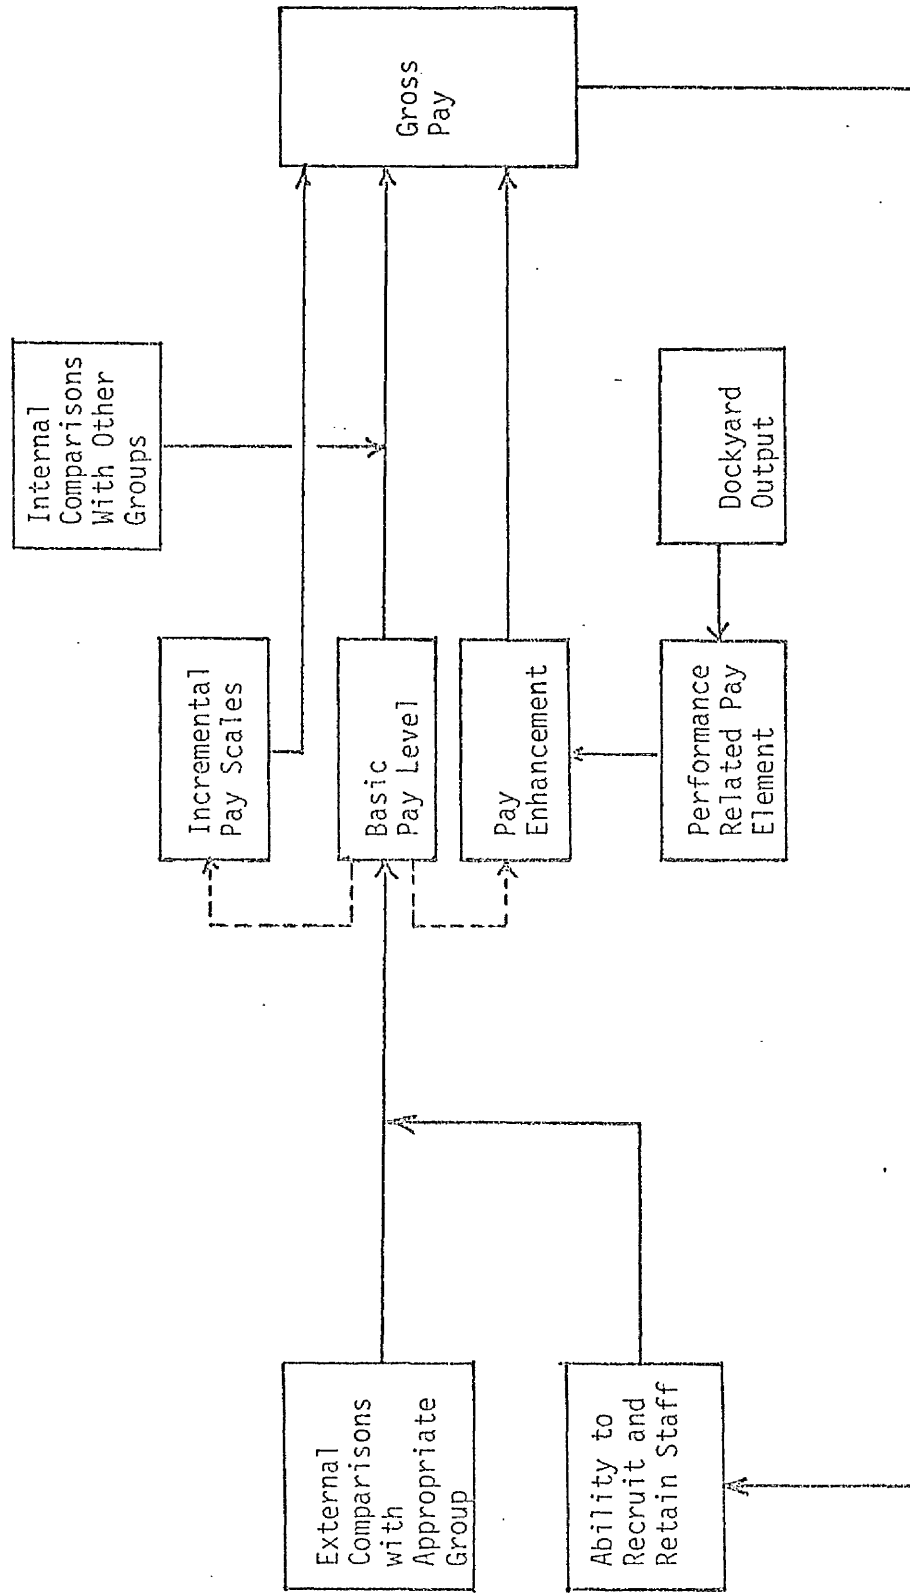 External
Comparisons
with
Appropriate
Group
Ability to
Recruit and
Retain Staff
Incremental
Pay Scales
Basic
Pay Level
Pay
Enhancement
Performance
Related Pay
Element
Internal
Comparisons
With Other
Groups
Dockyard
Output
Gross
Pay